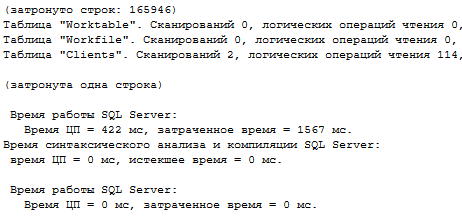 (затронуто строк: 165946)
Таблица "Worktable". Сканирований 0, логических операций чтения 0,
Таблица "Workfile". Сканирований 0, логических операций чтения 0,
Таблица "Clients". Сканирований 2, логических операций чтения 114,
(затронута одна строка)
Время работы SQL Server:
Время ЦП = 422 мс, затраченное время = 1567 мс.
Время синтаксического анализа и компиляции SQL Server:
время ЦП = 0 мс, истекшее время = 0 мс.
Время работы SQL Server:
Время ЦП = 0 мс, затраченное время = 0 мс.